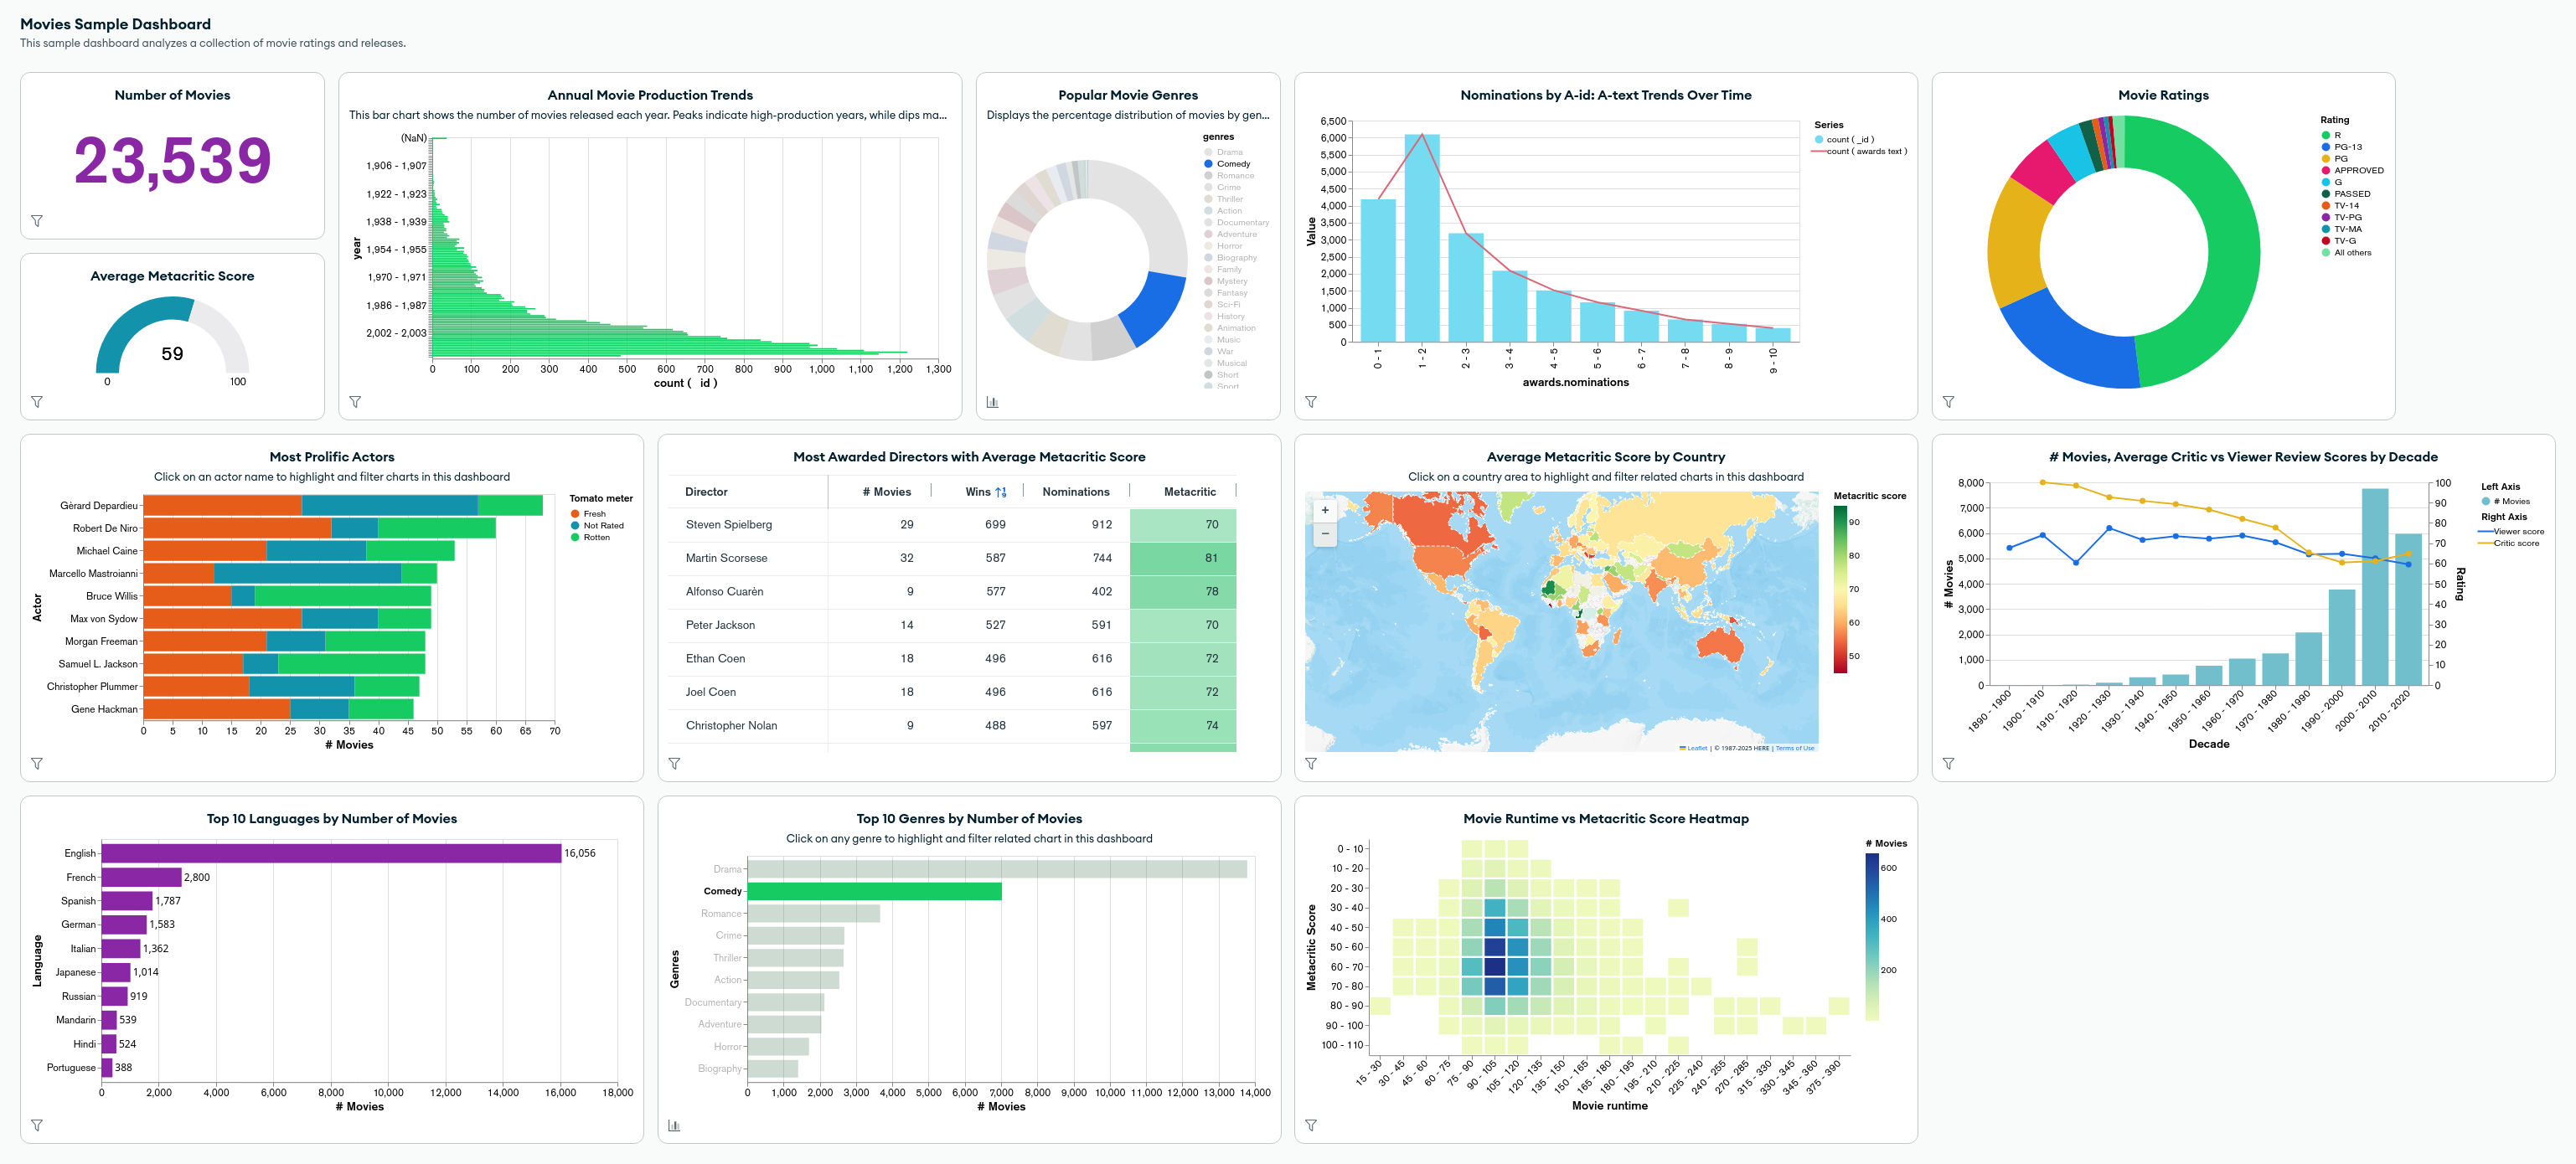 Movies Sample Dashboard
This sample dashboard analyzes a collection of movie ratings and releases.
Number of Movies
23,539
Average Metacritic Score
59
0
100
Annual Movie Production Trends
This bar chart shows the number of movies released each year. Peaks indicate high-production years, while dips ma...
year
(NaN)
1,906 - 1,907
1,922 - 1,923
1,938 - 1,939
1,954 - 1,955
1,970 - 1,971
1,986 - 1,987
2,002 - 2,003
0 100 200 300 400 500 600 700 800 900 1,000 1,100 1,200 1,300
count ( _id )
Popular Movie Genres
Displays the percentage distribution of movies by gen...
genres
Drama
Comedy
Romance
Crime
Thriller
Action
Documentary
Adventure
Horror
Biography
Family
Mystery
Fantasy
Sci-Fi
History
Animation
Music
War
Musical
Short
Sport
Nominations by A-id: A-text Trends Over Time
Value
6,500
6,000
5,500
5,000
4,500
4,000
3,500
3,000
2,500
2,000
1,500
1,000
500
0
0 - 1
1 - 2
2 - 3
3 - 4
4 - 5
5 - 6
6 - 7
7 - 8
8 - 9
9 - 10
awards.nominations
Series
count ( _id )
count ( awards text )
Movie Ratings
Rating
R
PG-13
PG
APPROVED
G
PASSED
TV-14
TV-PG
TV-MA
TV-G
All others
Most Prolific Actors
Click on an actor name to highlight and filter charts in this dashboard
Actor
Gèrard Depardieu
Robert De Niro
Michael Caine
Marcello Mastroianni
Bruce Willis
Max von Sydow
Morgan Freeman
Samuel L. Jackson
Christopher Plummer
Gene Hackman
0 5 10 15 20 25 30 35 40 45 50 55 60 65 70
# Movies
Tomato meter
Fresh
Not Rated
Rotten
Most Awarded Directors with Average Metacritic Score
Director # Movies Wins Nominations Metacritic
Steven Spielberg 29 699 912 70
Martin Scorsese 32 587 744 81
Alfonso Cuarèn 9 577 402 78
Peter Jackson 14 527 591 70
Ethan Coen 18 496 616 72
Joel Coen 18 496 616 72
Christopher Nolan 9 488 597 74
Average Metacritic Score by Country
Click on a country area to highlight and filter related charts in this dashboard
+
−
Leaflet | © 1987-2025 HERE | Terms of Use
Metacritic score
90
80
70
60
50
# Movies, Average Critic vs Viewer Review Scores by Decade
# Movies
8,000
7,000
6,000
5,000
4,000
3,000
2,000
1,000
0
100
90
80
70
60
50
40
30
20
10
0
Rating
1890 - 1900
1900 - 1910
1910 - 1920
1920 - 1930
1930 - 1940
1940 - 1950
1950 - 1960
1960 - 1970
1970 - 1980
1980 - 1990
1990 - 2000
2000 - 2010
2010 - 2020
Decade
Left Axis
# Movies
Right Axis
Viewer score
Critic score
Top 10 Languages by Number of Movies
Language
English 16,056
French 2,800
Spanish 1,787
German 1,583
Italian 1,362
Japanese 1,014
Russian 919
Mandarin 539
Hindi 524
Portuguese 388
0 2,000 4,000 6,000 8,000 10,000 12,000 14,000 16,000 18,000
# Movies
Top 10 Genres by Number of Movies
Click on any genre to highlight and filter related chart in this dashboard
Genres
Drama
Comedy
Romance
Crime
Thriller
Action
Documentary
Adventure
Horror
Biography
0 1,000 2,000 3,000 4,000 5,000 6,000 7,000 8,000 9,000 10,000 11,000 12,000 13,000 14,000
# Movies
Movie Runtime vs Metacritic Score Heatmap
Metacritic Score
0 - 10
10 - 20
20 - 30
30 - 40
40 - 50
50 - 60
60 - 70
70 - 80
80 - 90
90 - 100
100 - 110
15 - 30
30 - 45
45 - 60
60 - 75
75 - 90
90 - 105
105 - 120
120 - 135
135 - 150
150 - 165
165 - 180
180 - 195
195 - 210
210 - 225
225 - 240
240 - 255
270 - 285
315 - 330
330 - 345
345 - 360
375 - 390
Movie runtime
# Movies
600
400
200